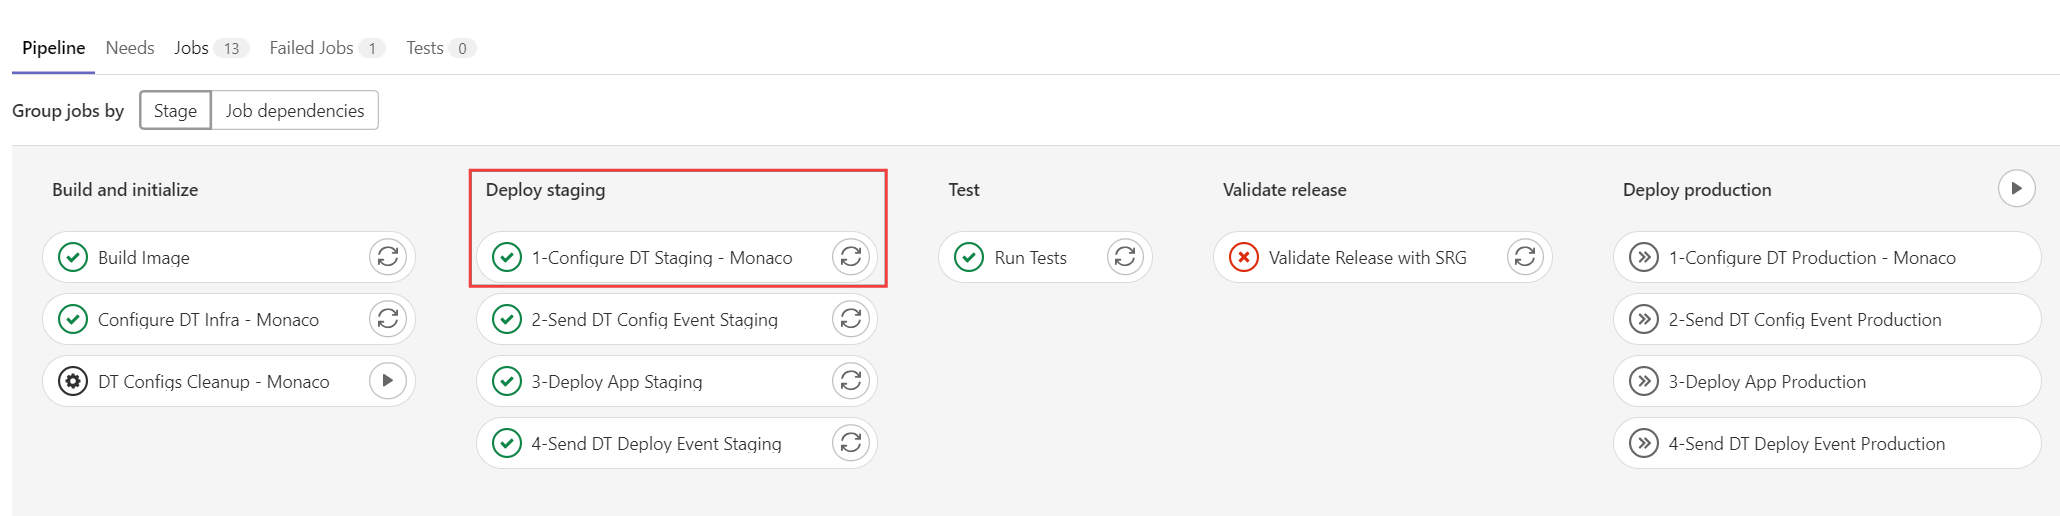 Pipeline Needs Jobs 13 Failed Jobs 1 Tests 0
Group jobs by Stage Job dependencies
Build and initialize
Build Image
Configure DT Infra - Monaco
DT Configs Cleanup - Monaco
Deploy staging
1-Configure DT Staging - Monaco
2-Send DT Config Event Staging
3-Deploy App Staging
4-Send DT Deploy Event Staging
Test
Run Tests
Validate release
Validate Release with SRG
Deploy production
1-Configure DT Production - Monaco
2-Send DT Config Event Production
3-Deploy App Production
4-Send DT Deploy Event Production